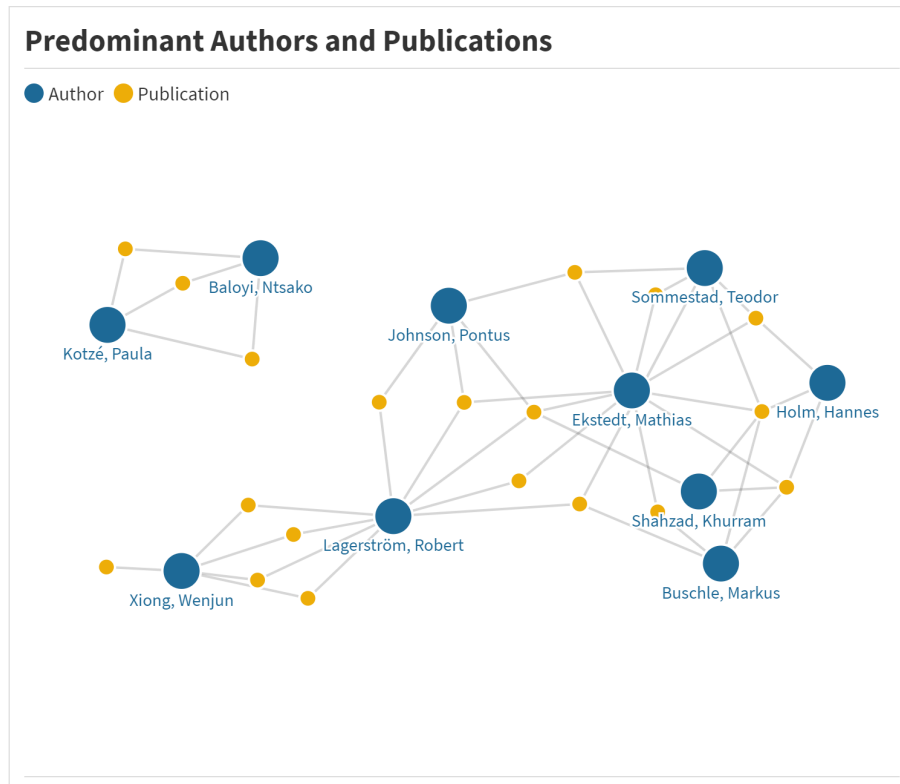 Predominant Authors and Publications
Author
Publication
Baloyi, Ntsako
Sommestad, Teodor
Johnson, Pontus
Kotzé, Paula
Ekstedt, Mathias
Holm, Hannes
Shahzad, Khurram
Lagerström, Robert
Buschle, Markus
Xiong, Wenjun